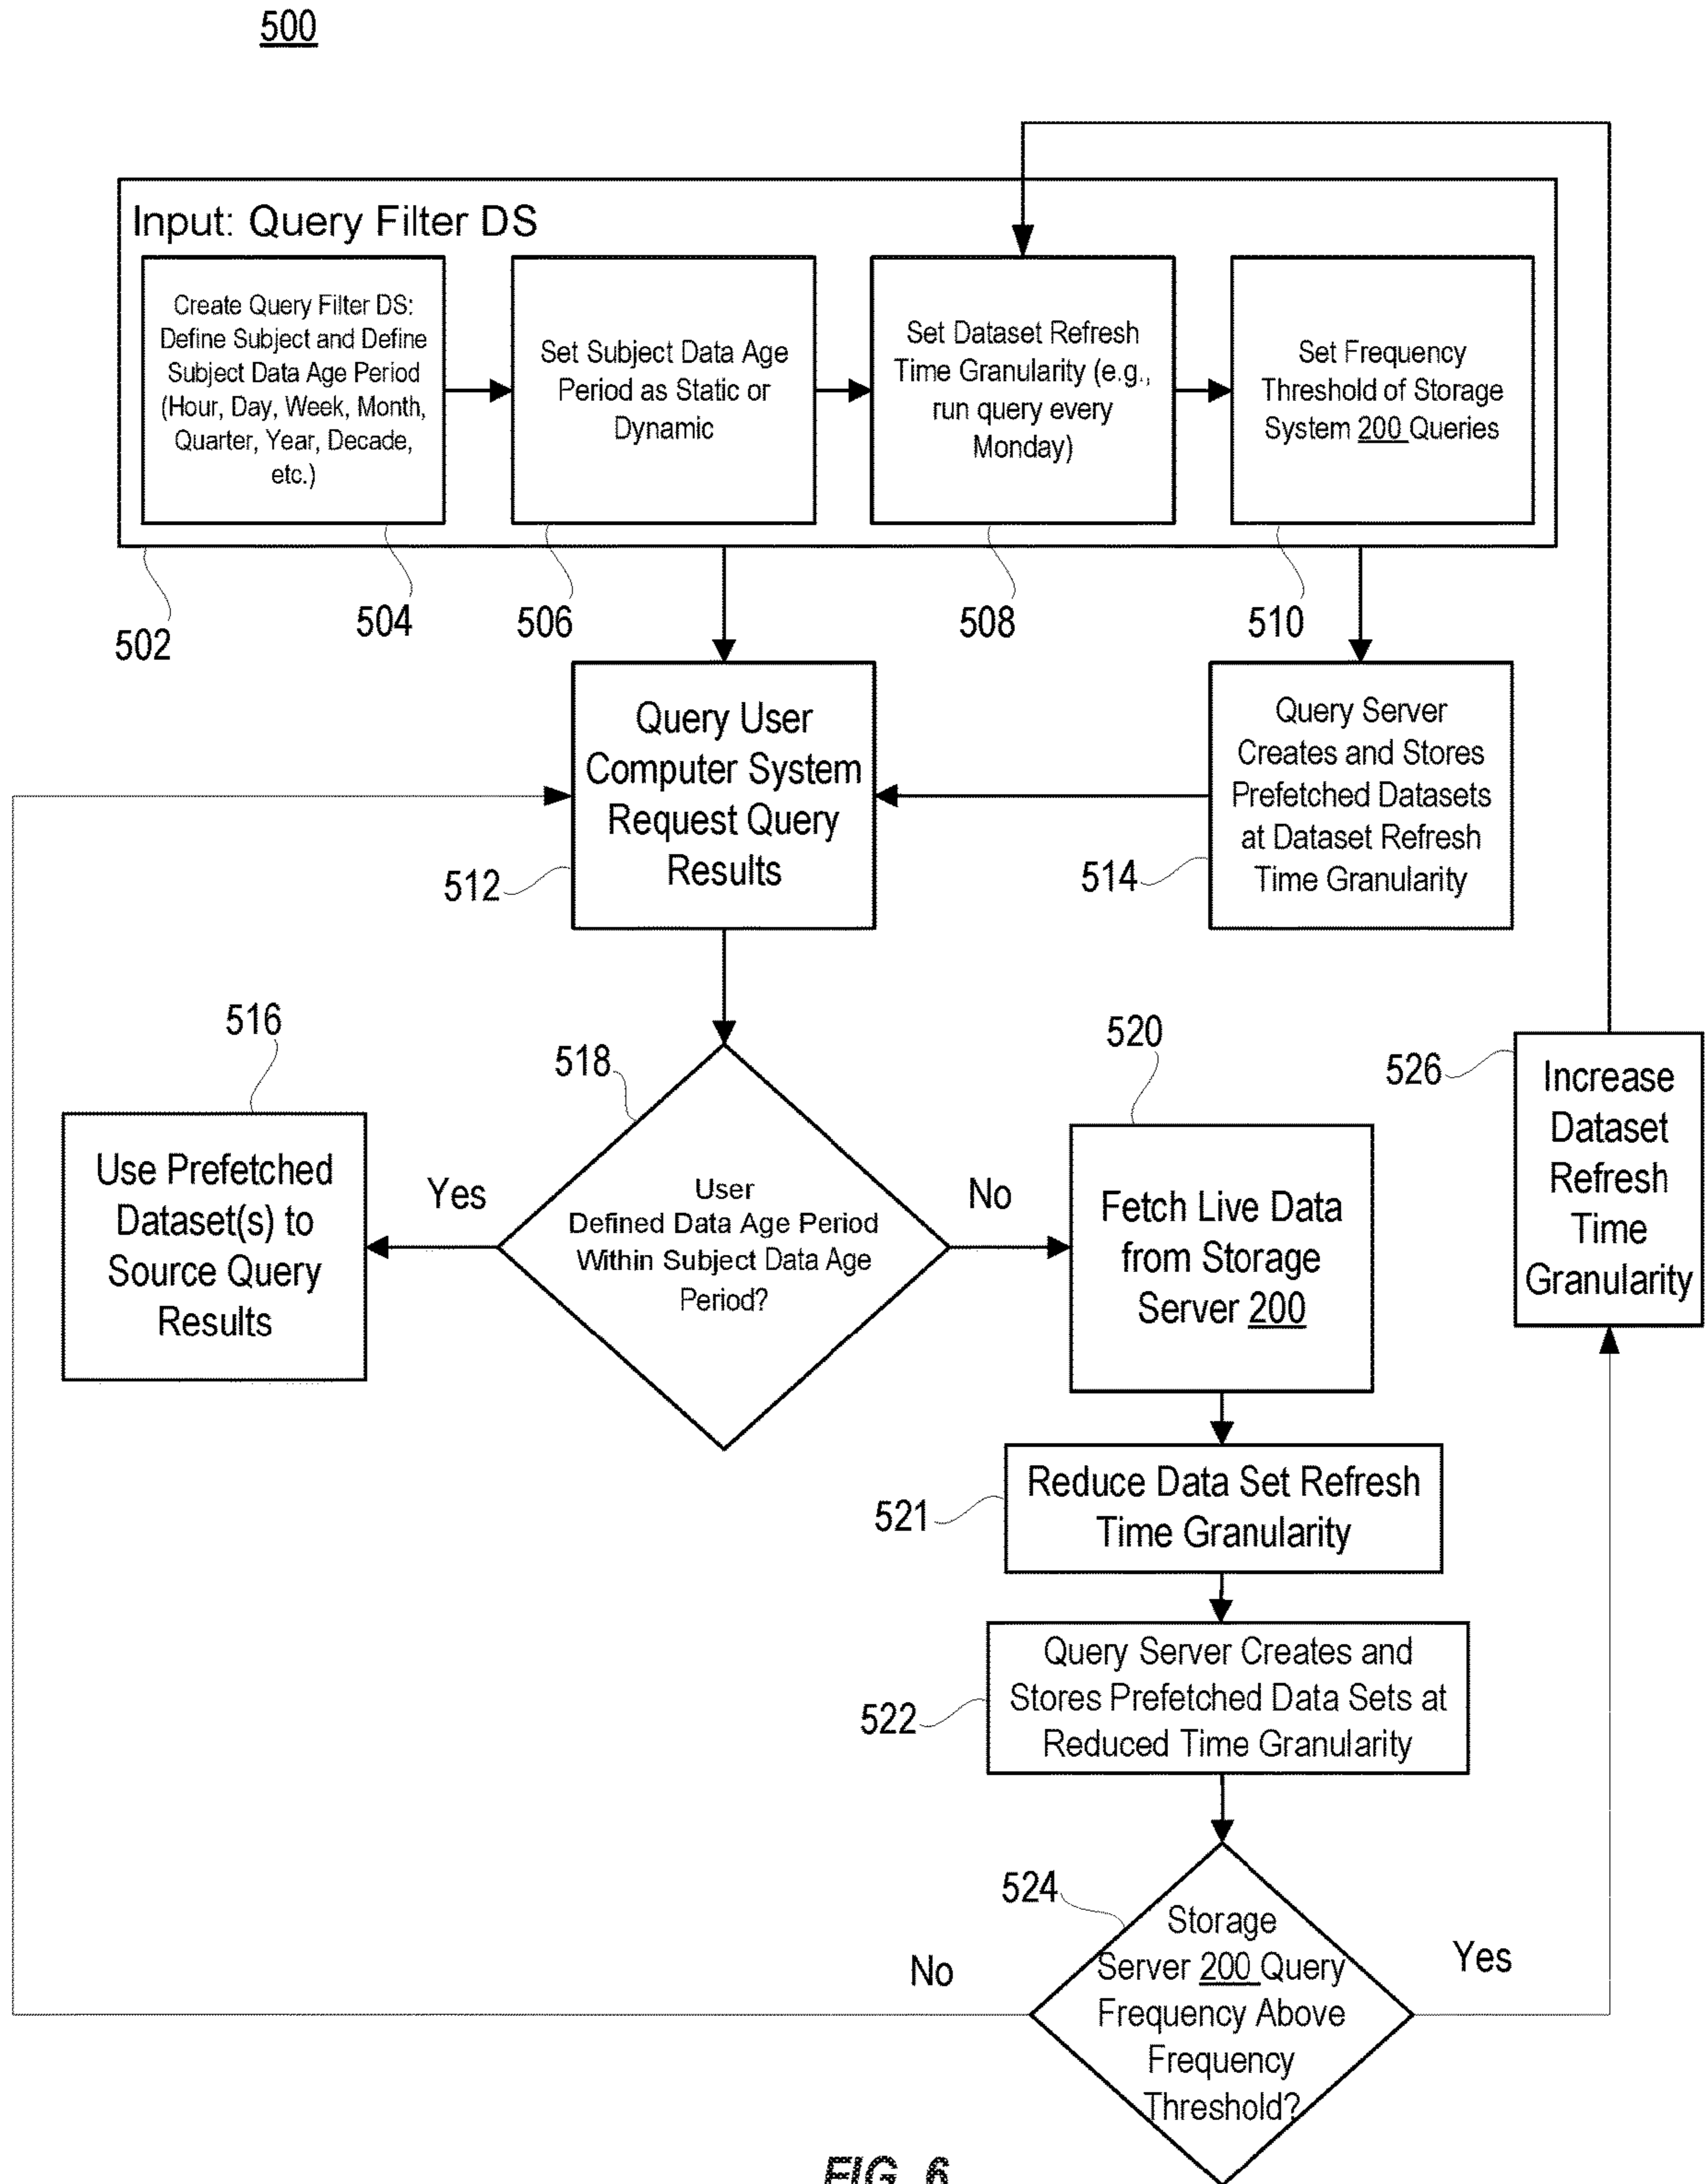 500
Input: Query Filter DS
Create Query Filter DS:
Define Subject and Define
Subject Data Age Period
(Hour, Day, Week, Month,
Quarter, Year, Decade,
etc.)
Set Subject Data Age
Period as Static or
Dynamic
Set Dataset Refresh
Time Granularity (e.g.,
run query every
Monday)
Set Frequency
Threshold of Storage
System 200 Queries
502
504
506
508
510
Query User
Computer System
Request Query
Results
512
Query Server
Creates and Stores
Prefetched Datasets
at Dataset Refresh
Time Granularity
514
516
Use Prefetched
Dataset(s) to
Source Query
Results
Yes
518
User
Defined Data Age Period
Within Subject Data Age
Period?
No
520
Fetch Live Data
from Storage
Server 200
526
Increase
Dataset
Refresh
Time
Granularity
521
Reduce Data Set Refresh
Time Granularity
522
Query Server Creates and
Stores Prefetched Data Sets at
Reduced Time Granularity
524
Storage
Server 200 Query
Frequency Above
Frequency
Threshold?
No
Yes
FIG. 6